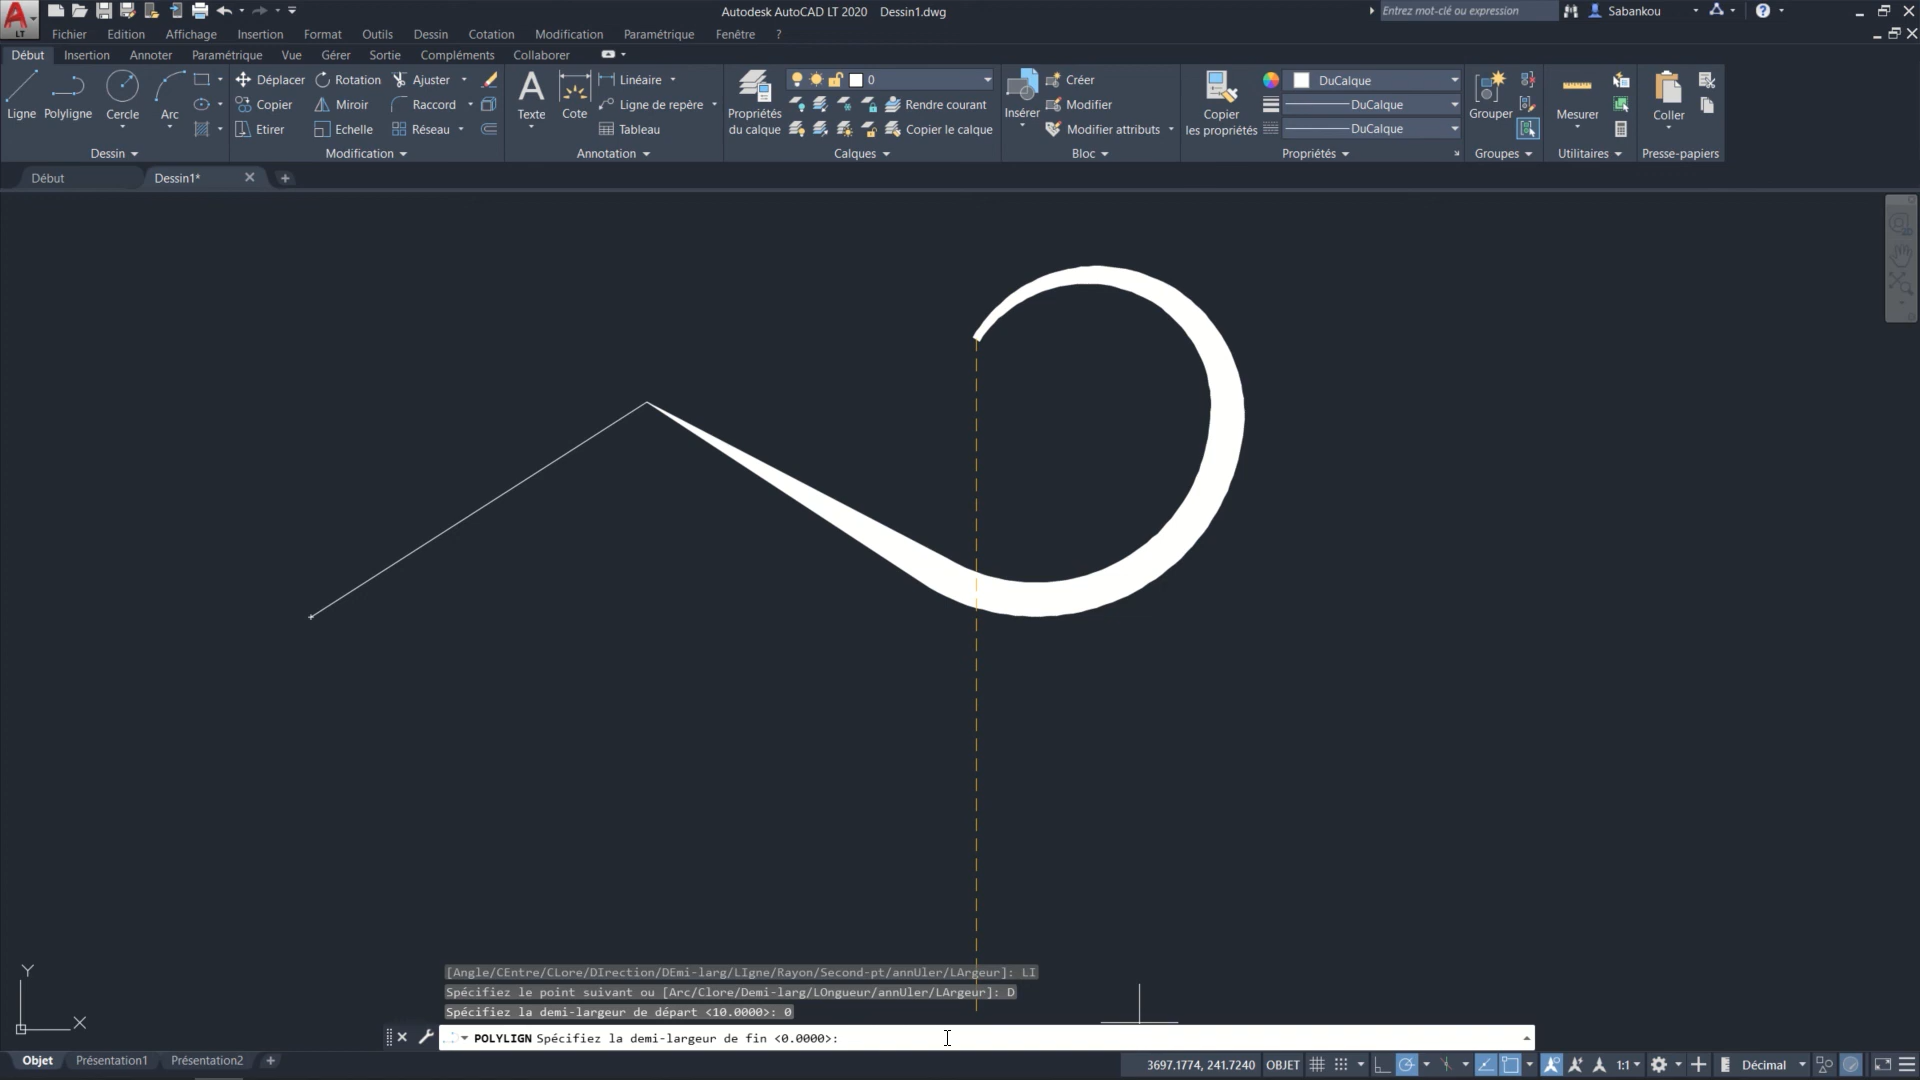 Autodesk AutoCAD LT 2020 Dessin1.dwg
Entrez mot-clé ou expression
Sabankou
LT
Fichier Edition Affichage Insertion Format Outils Dessin Cotation Modification Paramétrique Fenêtre ?
Début Insertion Annoter Paramétrique Vue Gérer Sortie Compléments Collaborer
Ligne Polyligne Cercle Arc
Déplacer Rotation Ajuster
Copier Miroir Raccord
Etirer Echelle Réseau
Texte Cote
Linéaire
Ligne de repère
Tableau
Propriétés
du calque
0
Rendre courant
Copier le calque
Insérer
Créer
Modifier
Modifier attributs
Copier
les propriétés
DuCalque
DuCalque
DuCalque
Grouper
Mesurer
Coller
Dessin Modification Annotation Calques Bloc Propriétés Groupes Utilitaires Presse-papiers
Début Dessin1*
Y
X
[Angle/CEntre/CLore/DIrection/DEmi-larg/LIgne/Rayon/Second-pt/annUler/LArgeur]: LI
Spécifiez le point suivant ou [Arc/Clore/Demi-larg/LOngueur/annUler/LArgeur]: D
Spécifiez la demi-largeur de départ <10.0000>: 0
POLYLIGN Spécifiez la demi-largeur de fin <0.0000>:
Objet Présentation1 Présentation2 +
3697.1774, 241.7240 OBJET 1:1 Décimal